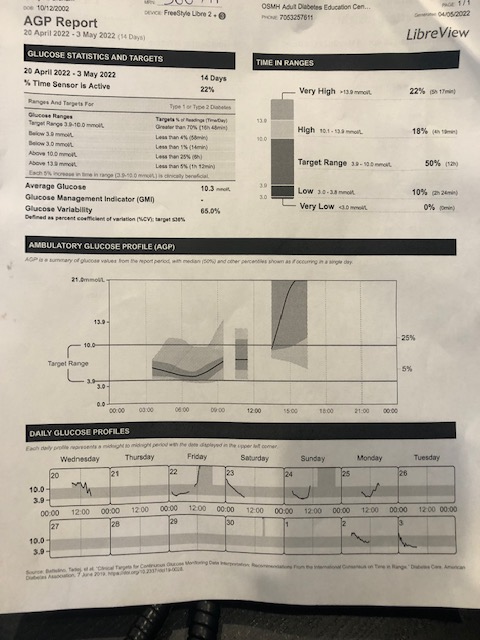 DOB: 10/12/2002
DEVICE: FreeStyle Libre 2
OSMH Adult Diabetes Education Cen...
PHONE: 7053257611
PAGE: 1/1
04/05/2022
AGP Report
20 April 2022 - 3 May 2022 (14 Days)
LibreView
GLUCOSE STATISTICS AND TARGETS
20 April 2022 - 3 May 2022
14 Days
% Time Sensor is Active
22%
Ranges And Targets For
Type 1 or Type 2 Diabetes
Glucose Ranges
Targets % of Readings (Time/Day)
Target Range 3.9-10.0 mmol/L
Greater than 70% (16h 48min)
Below 3.9 mmol/L
Less than 4% (58min)
Below 3.0 mmol/L
Less than 1% (14min)
Above 10.0 mmol/L
Less than 25% (6h)
Above 13.9 mmol/L
Less than 5% (1h 12min)
Each 5% increase in time in range (3.9-10.0 mmol/L) is clinically beneficial.
Average Glucose
10.3 mmol/L
Glucose Management Indicator (GMI)
-
Glucose Variability
65.0%
Defined as percent coefficient of variation (%CV); target ≤36%
TIME IN RANGES
13.9
10.0
3.9
3.0
Very High >13.9 mmol/L
22% (5h 17min)
High 10.1 - 13.9 mmol/L
18% (4h 19min)
Target Range 3.9 - 10.0 mmol/L
50% (12h)
Low 3.0 - 3.8 mmol/L
10% (2h 24min)
Very Low <3.0 mmol/L
0% (0min)
AMBULATORY GLUCOSE PROFILE (AGP)
AGP is a summary of glucose values from the report period, with median (50%) and other percentiles shown as if occurring in a single day.
21.0mmol/L
13.9
10.0
Target Range
3.9
3.0
0.0
25%
5%
00:00 03:00 06:00 09:00 12:00 15:00 18:00 21:00 00:00
DAILY GLUCOSE PROFILES
Each daily profile represents a midnight to midnight period with the date displayed in the upper left corner.
Wednesday Thursday Friday Saturday Sunday Monday Tuesday
20 21 22 23 24 25 26
10.0
3.9
00:00 12:00 00:00 12:00 00:00 12:00 00:00 12:00 00:00 12:00 00:00 12:00 00:00 12:00 00:00
27 28 29 30 1 2 3
10.0
3.9
Source: Battelino, Tadej, et al. "Clinical Targets for Continuous Glucose Monitoring Data Interpretation: Recommendations From the International Consensus on Time in Range." Diabetes Care, American
Diabetes Association, 7 June 2019, https://doi.org/10.2337/dci19-0028.